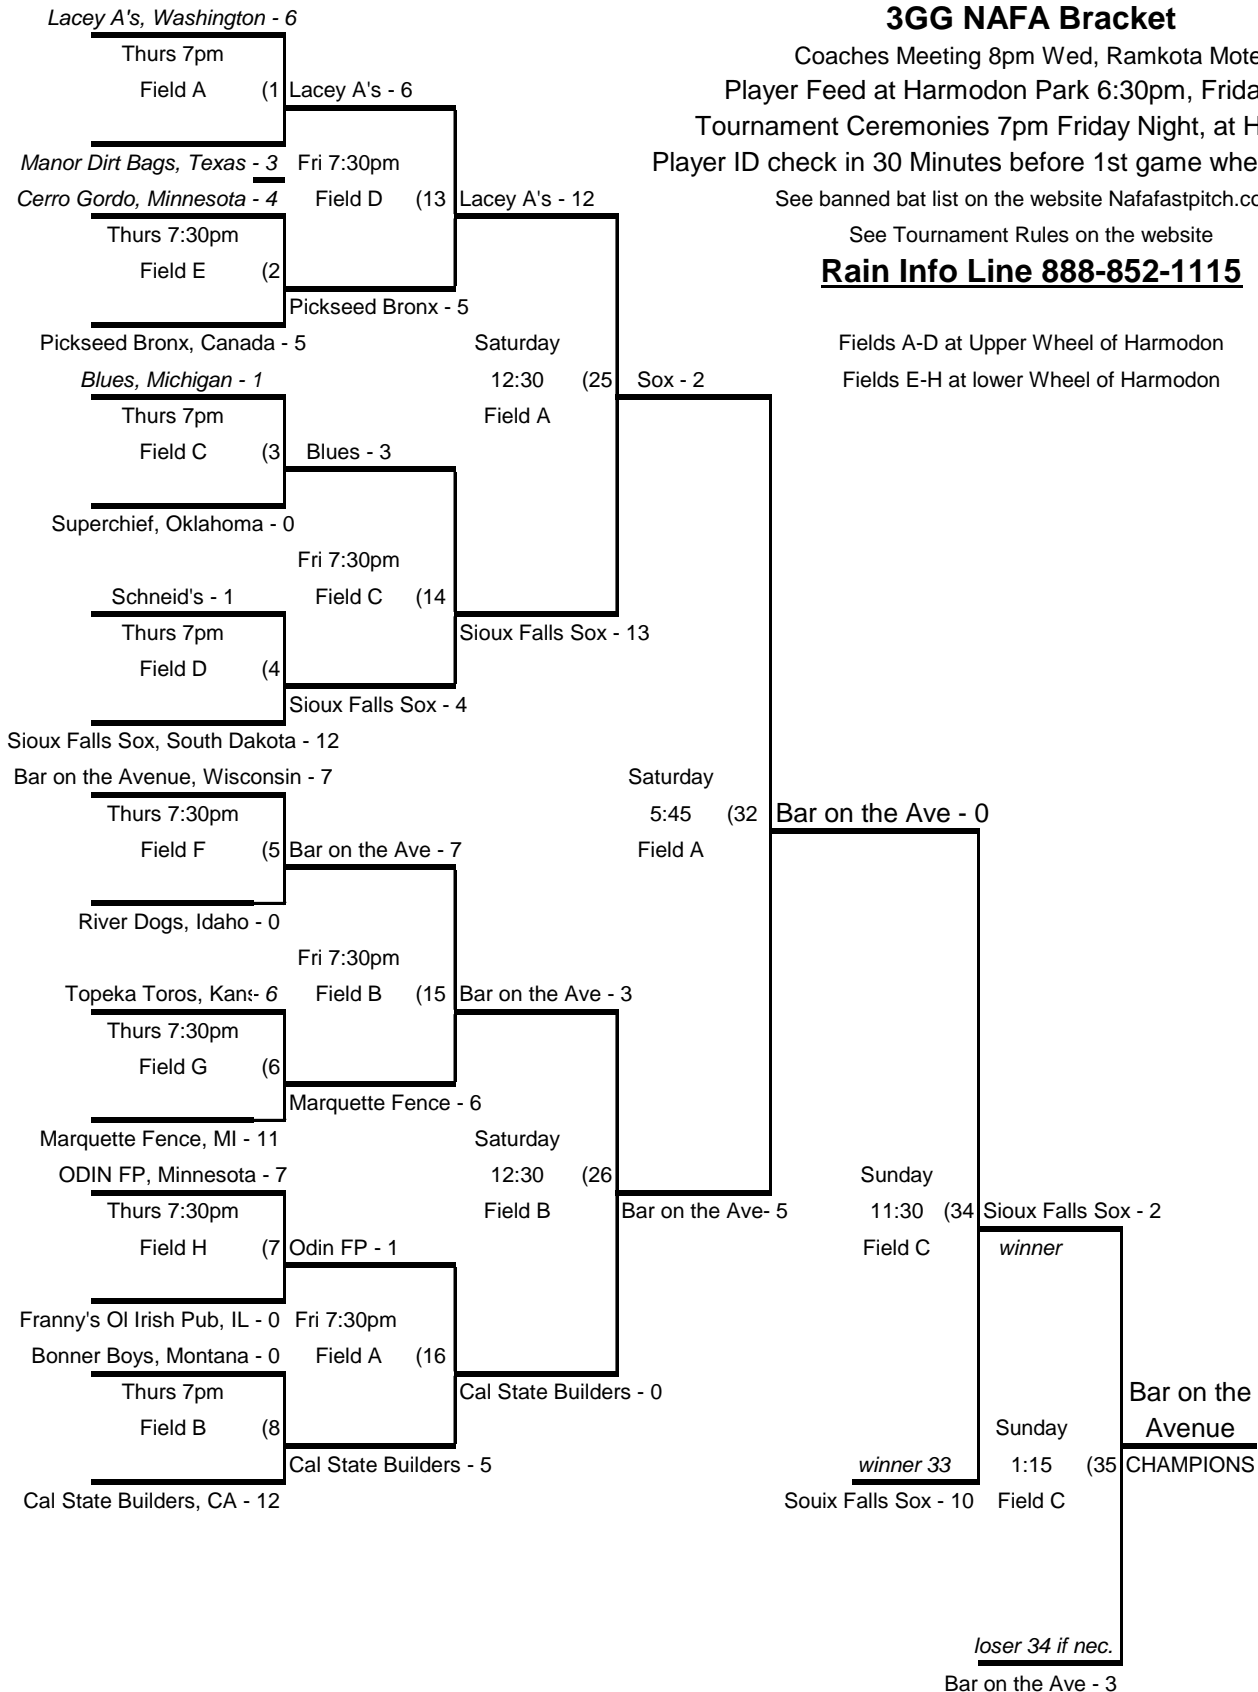 Lacey A's, Washington - 6
3GG NAFA Bracket
Thurs 7pm
Coaches Meeting 8pm Wed, Ramkota Mote
Field A (1 Lacey A's - 6
Player Feed at Harmodon Park 6:30pm, Frida
Tournament Ceremonies 7pm Friday Night, at H
Manor Dirt Bags, Texas - 3 Fri 7:30pm
Player ID check in 30 Minutes before 1st game whe
Cerro Gordo, Minnesota - 4 Field D (13 Lacey A's - 12
See banned bat list on the website Nafafastpitch.co
Thurs 7:30pm
See Tournament Rules on the website
Field E (2
Rain Info Line 888-852-1115
Pickseed Bronx - 5
Pickseed Bronx, Canada - 5 Saturday
Fields A-D at Upper Wheel of Harmodon
Blues, Michigan - 1 12:30 (25 Sox - 2
Fields E-H at lower Wheel of Harmodon
Thurs 7pm Field A
Field C (3 Blues - 3
Superchief, Oklahoma - 0
Fri 7:30pm
Schneid's - 1 Field C (14
Thurs 7pm Sioux Falls Sox - 13
Field D (4
Sioux Falls Sox - 4
Sioux Falls Sox, South Dakota - 12
Bar on the Avenue, Wisconsin - 7 Saturday
Thurs 7:30pm 5:45 (32 Bar on the Ave - 0
Field F (5 Bar on the Ave - 7 Field A
River Dogs, Idaho - 0
Fri 7:30pm
Topeka Toros, Kans - 6 Field B (15 Bar on the Ave - 3
Thurs 7:30pm
Field G (6
Marquette Fence - 6
Marquette Fence, MI - 11 Saturday
ODIN FP, Minnesota - 7 12:30 (26 Sunday
Thurs 7:30pm Field B Bar on the Ave- 5 11:30 (34 Sioux Falls Sox - 2
Field H (7 Odin FP - 1 Field C winner
Franny's Ol Irish Pub, IL - 0 Fri 7:30pm
Bonner Boys, Montana - 0 Field A (16
Thurs 7pm Cal State Builders - 0 Bar on the
Field B (8 Sunday Avenue
Cal State Builders - 5 winner 33 1:15 (35 CHAMPIONS
Cal State Builders, CA - 12 Souix Falls Sox - 10 Field C
loser 34 if nec.
Bar on the Ave - 3